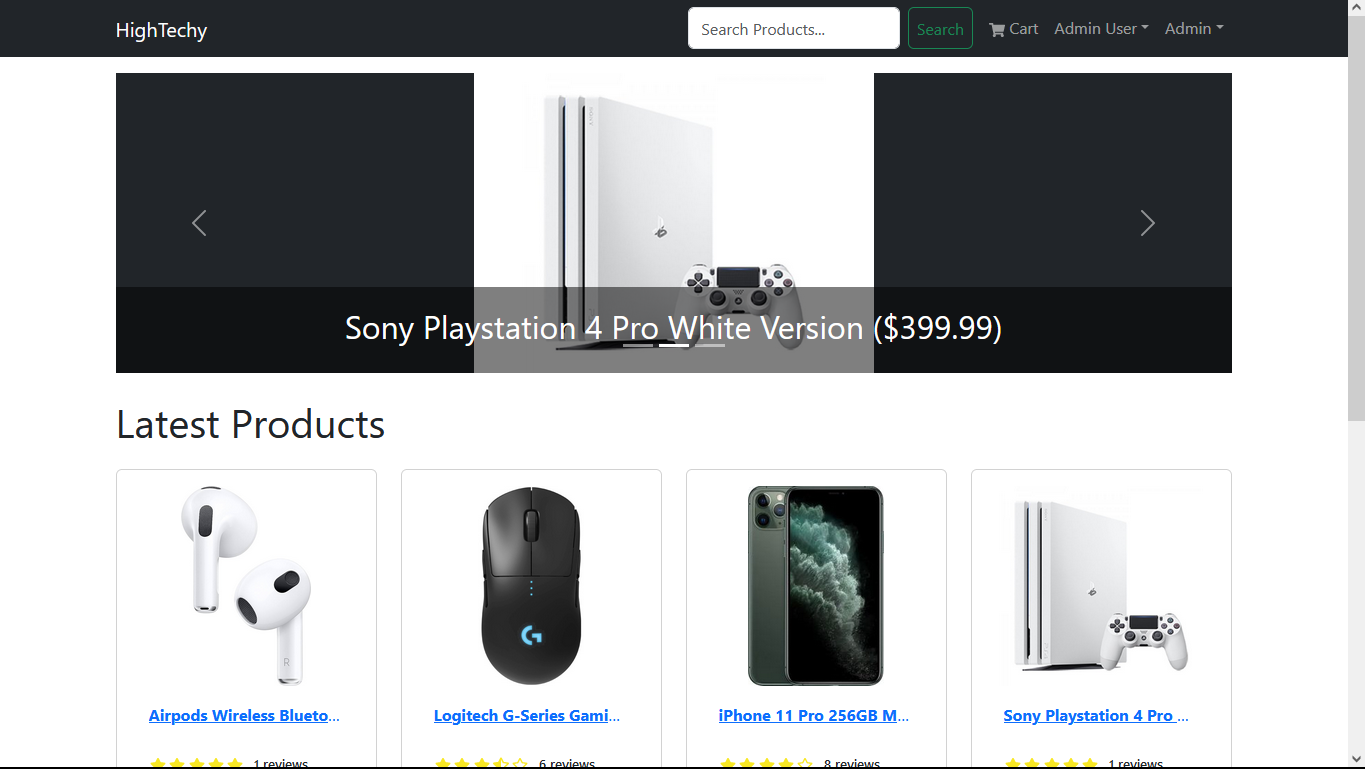 HighTechy
Search Products...
Search
Cart
Admin User
Admin
Sony Playstation 4 Pro White Version ($399.99)
Latest Products
R
Airpods Wireless Blueto...
Logitech G-Series Gami...
iPhone 11 Pro 256GB M...
Sony Playstation 4 Pro ...
1 reviews
6 reviews
8 reviews
1 reviews